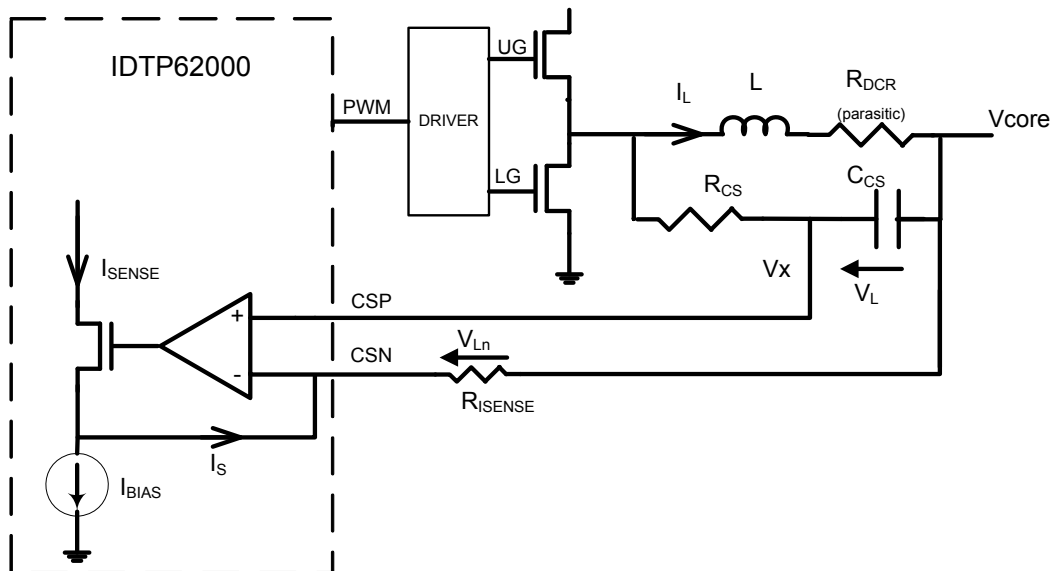 IDTP62000
PWM
DRIVER
UG
LG
I_L
L
R_DCR
(parasitic)
Vcore
R_CS
C_CS
Vx
V_L
I_SENSE
CSP
+
CSN
-
V_Ln
R_ISENSE
I_S
I_BIAS